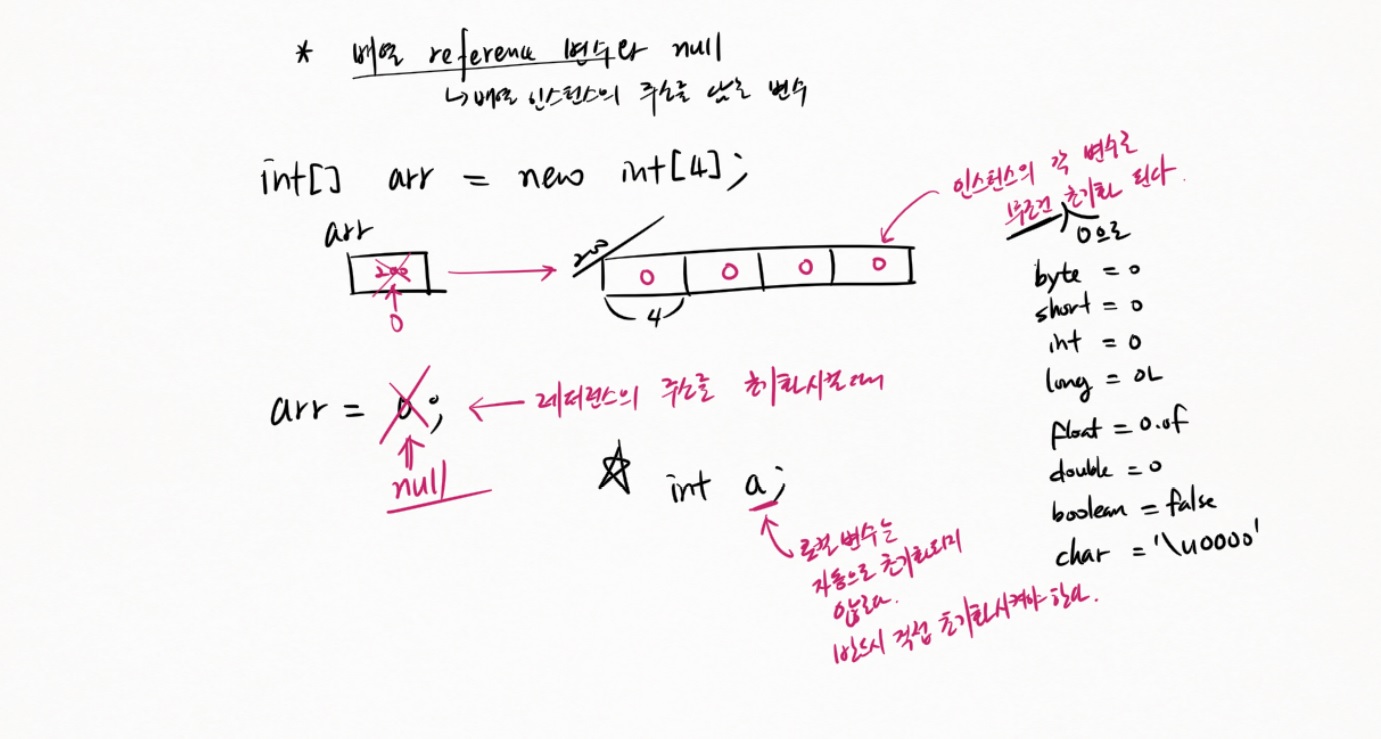 * 배열 reference 변수와 null
↳ 배열 인스턴스의 주소를 담은 변수
int[] arr = new int[4];
인스턴스의 각 변수는
무조건 초기화 된다.
0으로
arr
200
200
0 0 0 0
0
4
byte = 0
short = 0
int = 0
long = 0L
float = 0.0f
double = 0
boolean = false
char = '\u0000'
arr = 0; ← 레퍼런스의 주소를 초기화시킬 때
null
☆ int a;
로컬 변수는
자동으로 초기화되지
않는다.
반드시 직접 초기화시켜야 한다.